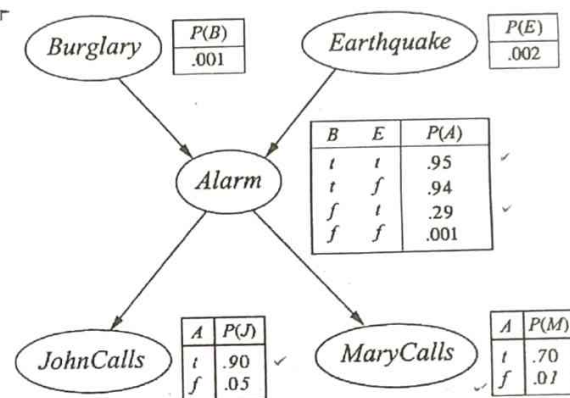 Burglary
P(B)
.001
Earthquake
P(E)
.002
Alarm
B E P(A)
t t .95
t f .94
f t .29
f f .001
JohnCalls
A P(J)
t .90
f .05
MaryCalls
A P(M)
t .70
f .01